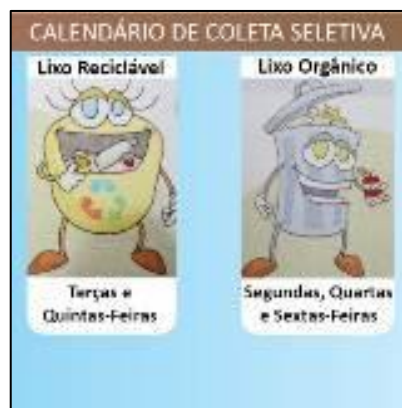 CALENDÁRIO DE COLETA SELETIVA
Lixo Reciclável
Lixo Orgânico
Terças e
Quintas-Feiras
Segundas, Quartas
e Sextas-Feiras